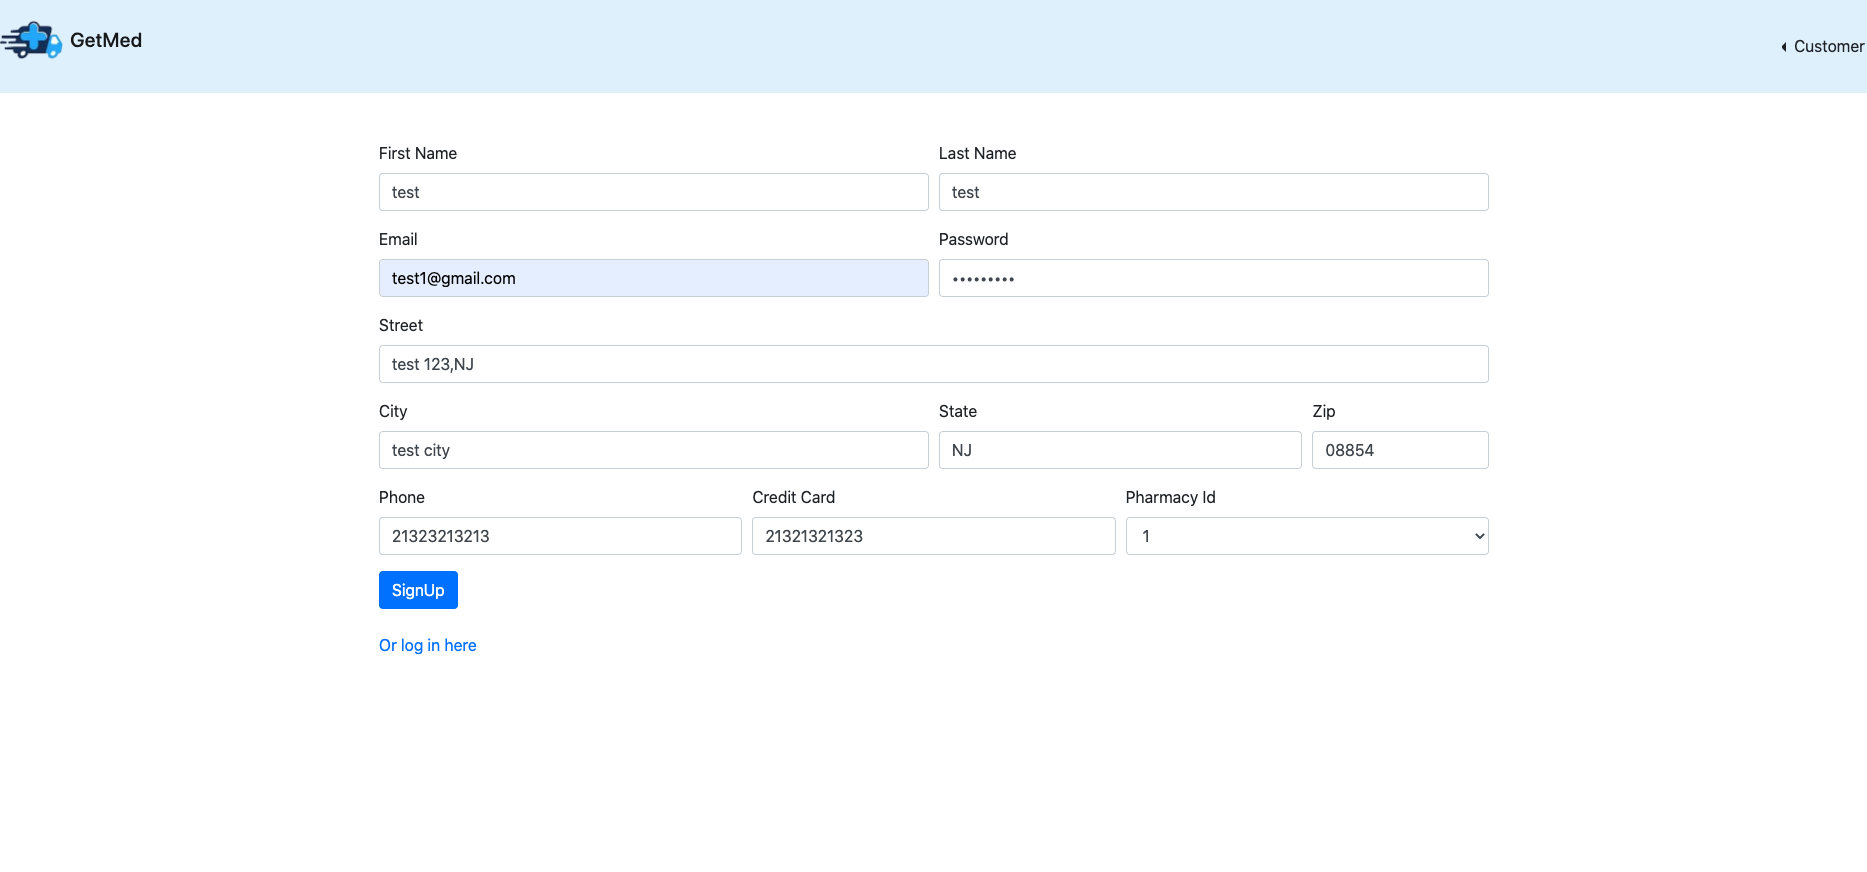 GetMed
Customer
First Name Last Name
test test
Email Password
test1@gmail.com •••••••••
Street
test 123,NJ
City State Zip
test city NJ 08854
Phone Credit Card Pharmacy Id
21323213213 21321321323 1
SignUp
Or log in here